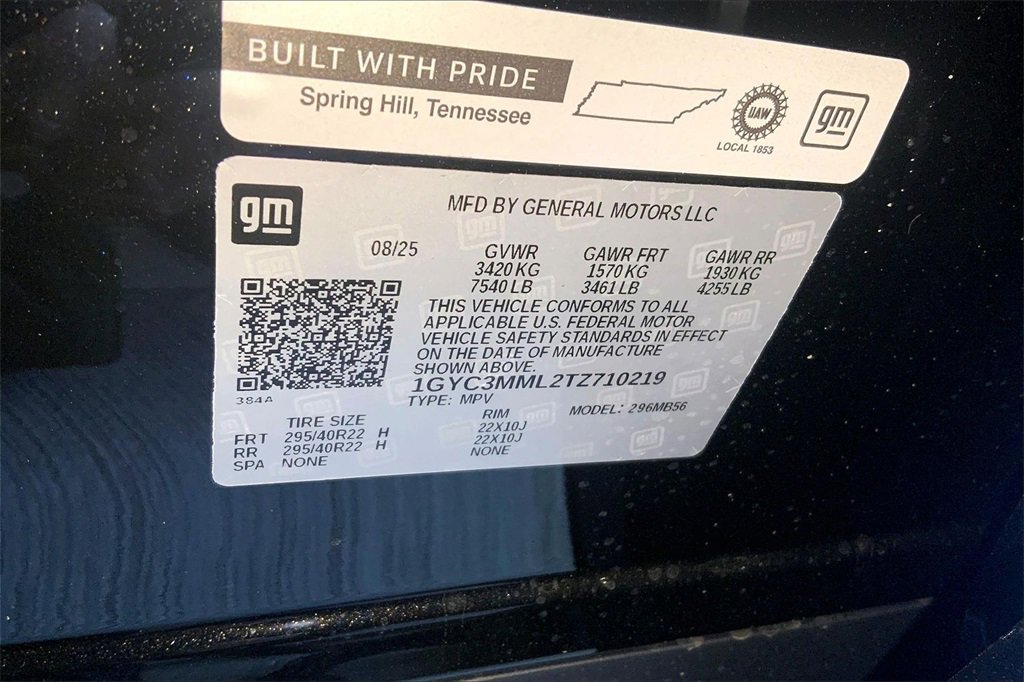 BUILT WITH PRIDE
Spring Hill, Tennessee
UAW
LOCAL 1853
gm
gm
MFD BY GENERAL MOTORS LLC
08/25 GVWR GAWR FRT GAWR RR
3420 KG 1570 KG 1930 KG
7540 LB 3461 LB 4255 LB
THIS VEHICLE CONFORMS TO ALL
APPLICABLE U.S. FEDERAL MOTOR
VEHICLE SAFETY STANDARDS IN EFFECT
ON THE DATE OF MANUFACTURE
SHOWN ABOVE.
1GYC3MML2TZ710219
384A
TYPE: MPV MODEL: 296MB56
TIRE SIZE RIM
FRT 295/40R22 H 22X10J
RR 295/40R22 H 22X10J
SPA NONE NONE